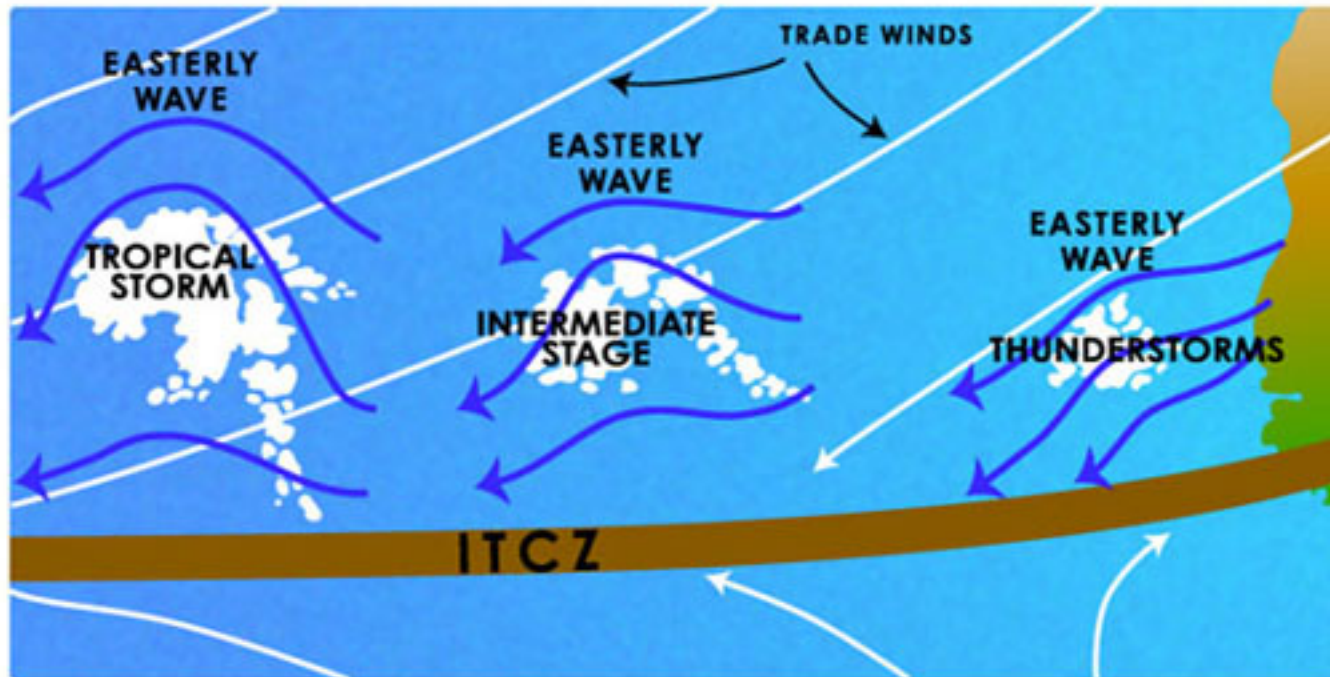 TRADE WINDS
EASTERLY
WAVE
EASTERLY
WAVE
EASTERLY
WAVE
TROPICAL
STORM
INTERMEDIATE
STAGE
THUNDERSTORMS
ITCZ